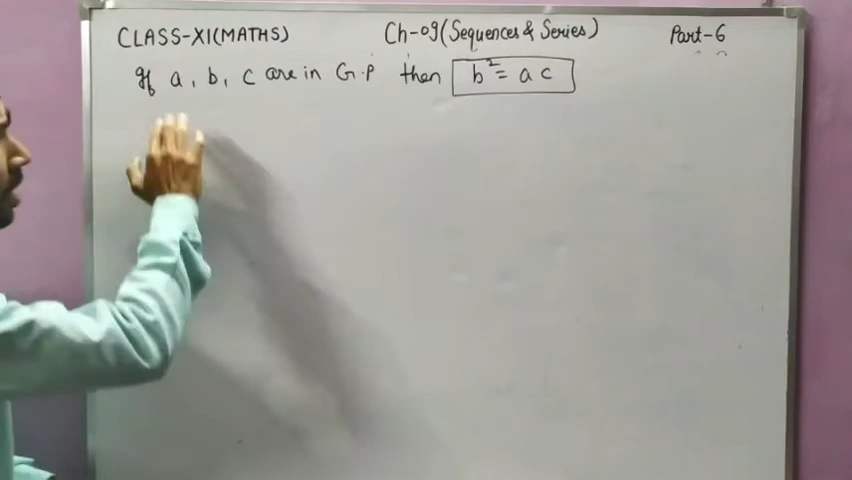 CLASS-XI(MATHS) Ch-09(Sequences & Series) Part-6
If a, b, c are in G.P then b² = ac